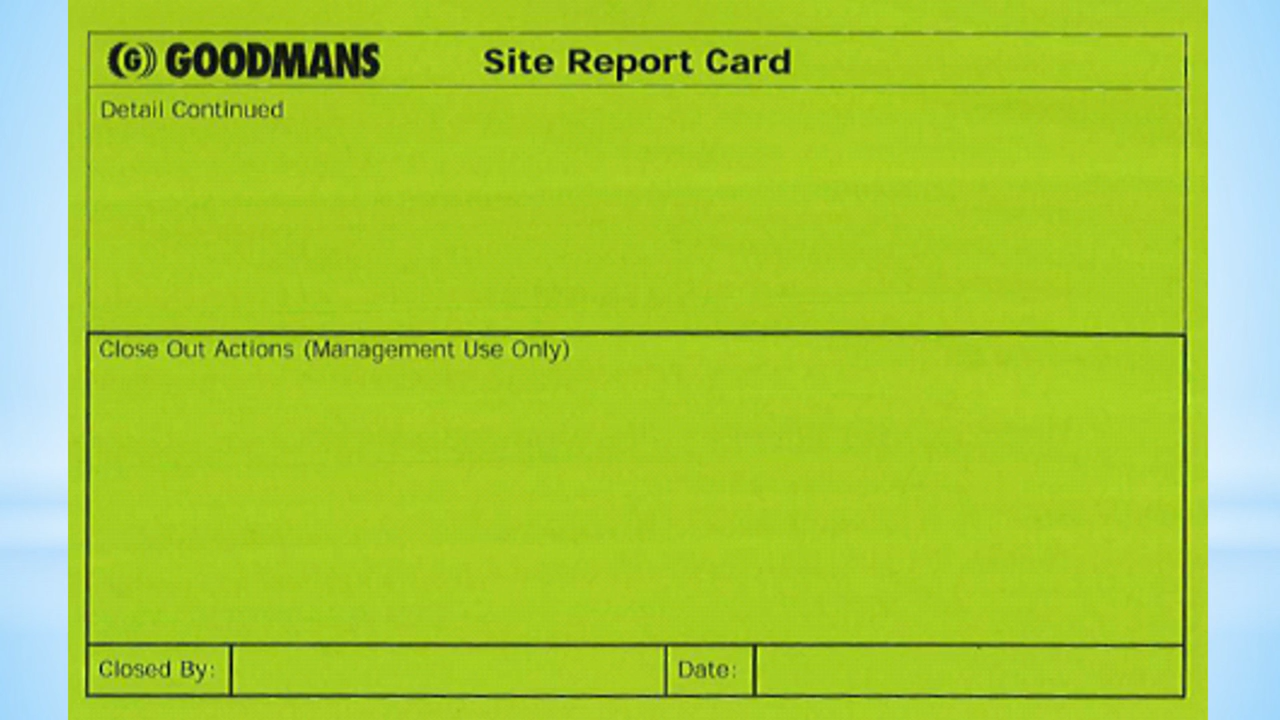 (G) GOODMANS Site Report Card
Detail Continued
Close Out Actions (Management Use Only)
Closed By: Date: